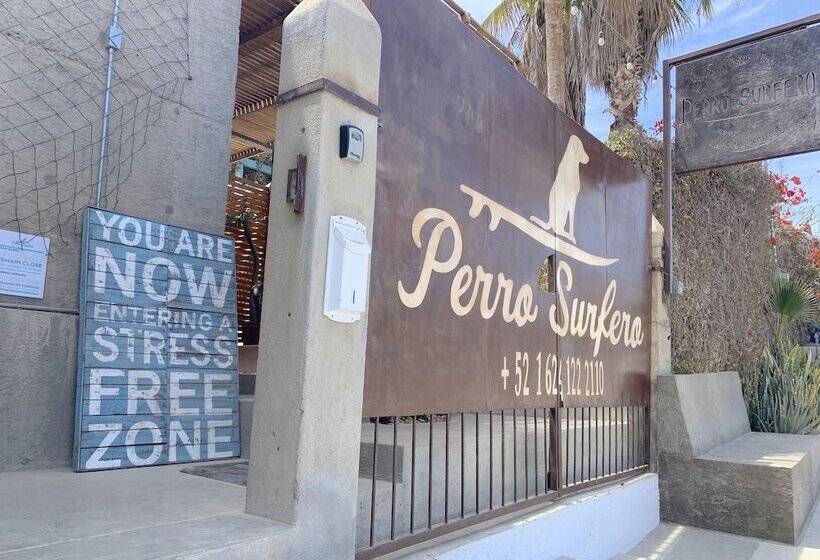 YOU ARE
NOW
ENTERING A
STRESS
FREE
ZONE
Perro Surfero
+ 52 1 624 122 2110
PERRO SURFERO